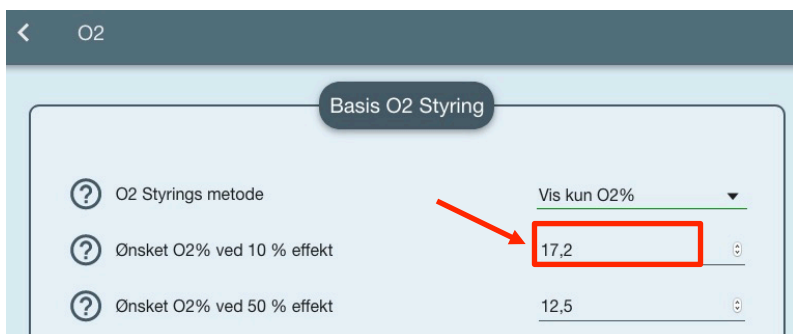 O2
Basis O2 Styring
O2 Styrings metode Vis kun O2%
Ønsket O2% ved 10 % effekt 17,2
Ønsket O2% ved 50 % effekt 12,5